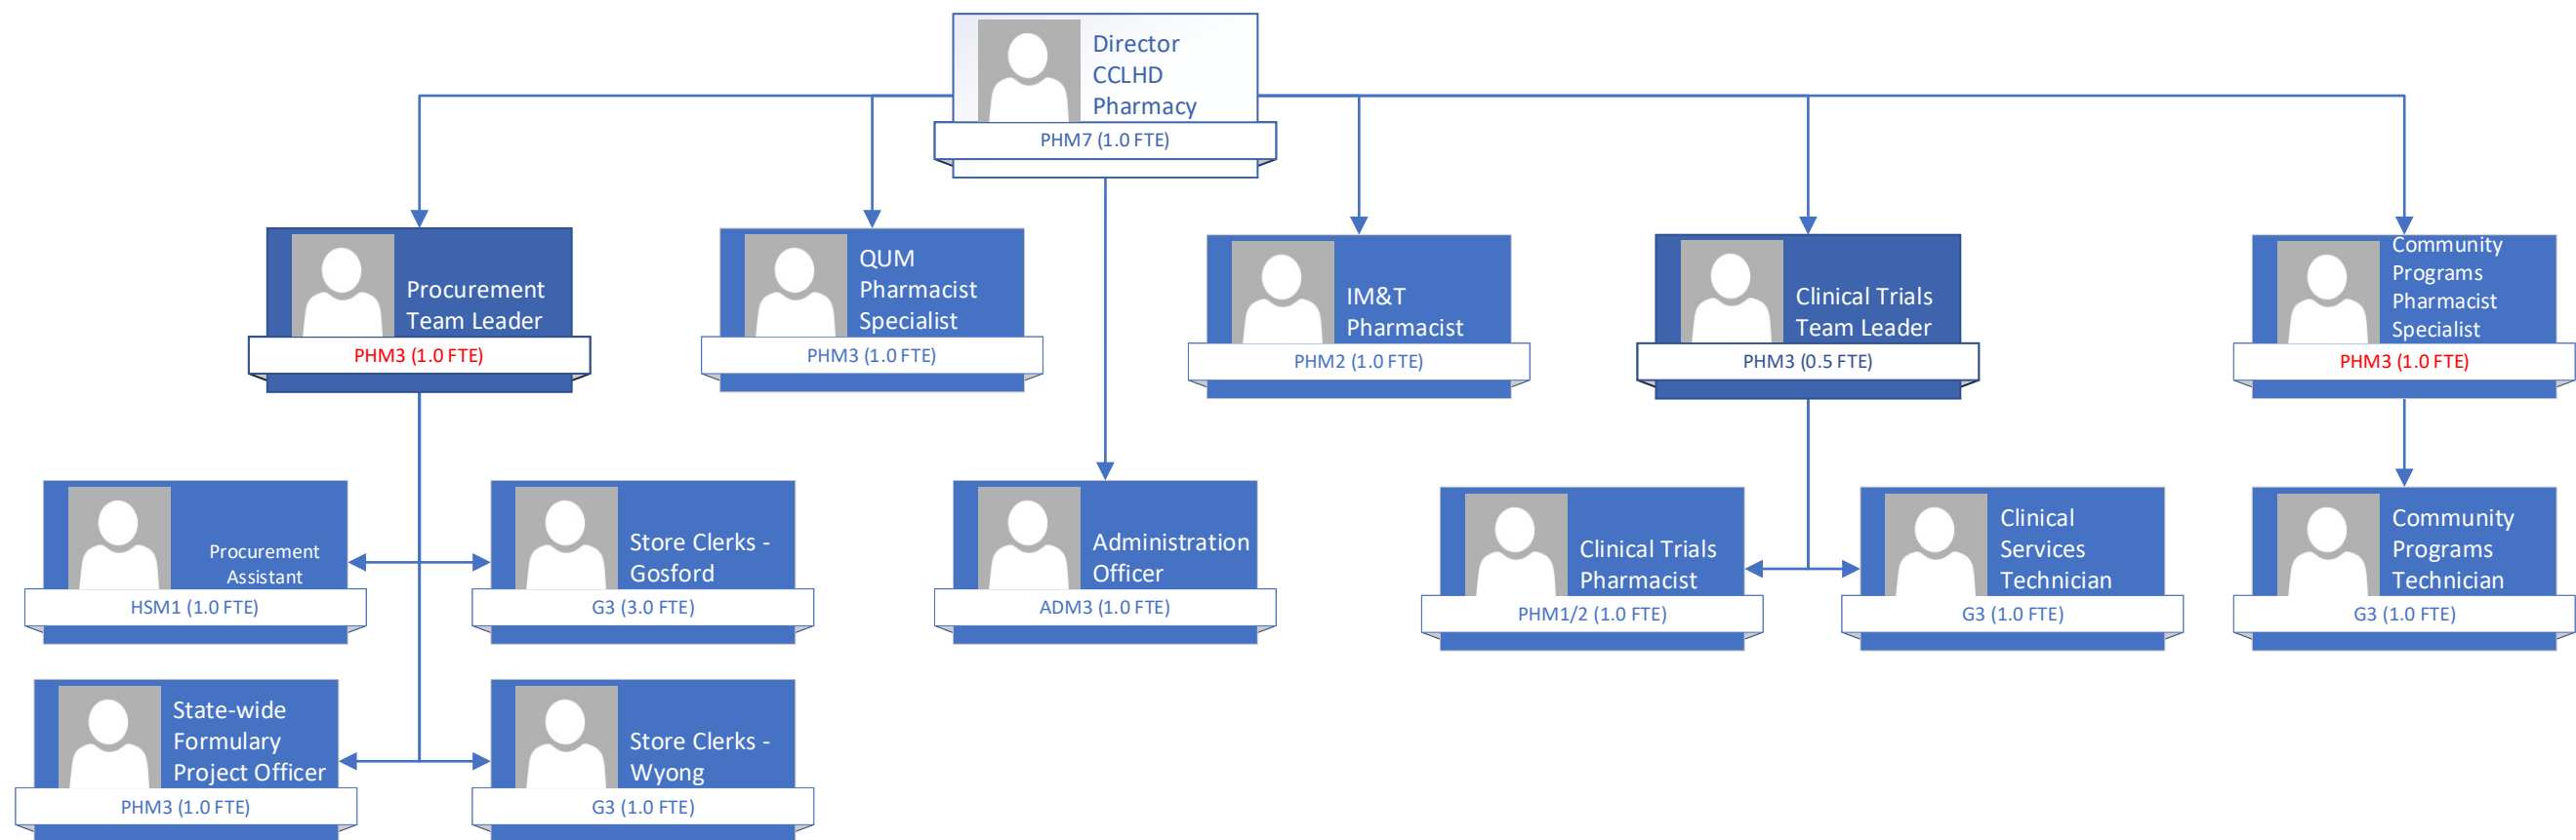 Director
CCLHD
Pharmacy
PHM7 (1.0 FTE)
Procurement
Team Leader
PHM3 (1.0 FTE)
QUM
Pharmacist
Specialist
PHM3 (1.0 FTE)
IM&T
Pharmacist
PHM2 (1.0 FTE)
Clinical Trials
Team Leader
PHM3 (0.5 FTE)
Community
Programs
Pharmacist
Specialist
PHM3 (1.0 FTE)
Procurement
Assistant
HSM1 (1.0 FTE)
Store Clerks -
Gosford
G3 (3.0 FTE)
Administration
Officer
ADM3 (1.0 FTE)
Clinical Trials
Pharmacist
PHM1/2 (1.0 FTE)
Clinical
Services
Technician
G3 (1.0 FTE)
Community
Programs
Technician
G3 (1.0 FTE)
State-wide
Formulary
Project Officer
PHM3 (1.0 FTE)
Store Clerks -
Wyong
G3 (1.0 FTE)